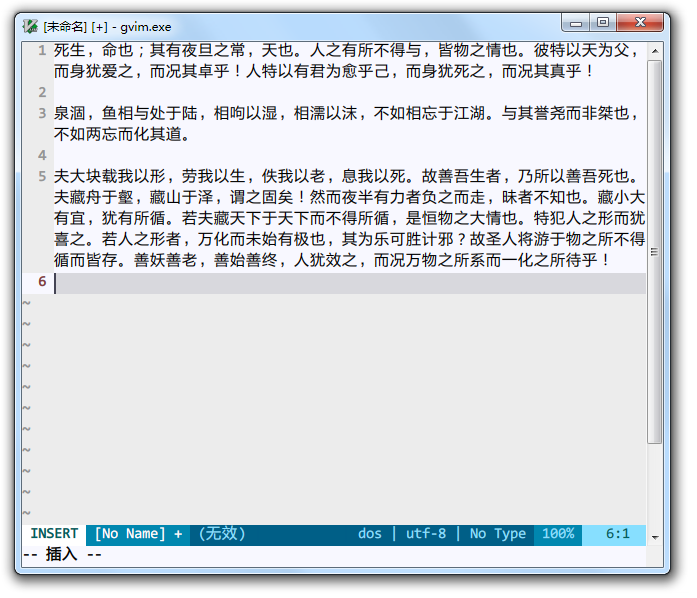 [未命名] [+] - gvim.exe
1 死生，命也；其有夜旦之常，天也。人之有所不得与，皆物之情也。彼特以天为父，
而身犹爱之，而况其卓乎！人特以有君为愈乎己，而身犹死之，而况其真乎！
2
3 泉涸，鱼相与处于陆，相呴以湿，相濡以沫，不如相忘于江湖。与其誉尧而非桀也，
不如两忘而化其道。
4
5 夫大块载我以形，劳我以生，佚我以老，息我以死。故善吾生者，乃所以善吾死也。
夫藏舟于壑，藏山于泽，谓之固矣！然而夜半有力者负之而走，昧者不知也。藏小大
有宜，犹有所循。若夫藏天下于天下而不得所循，是恒物之大情也。特犯人之形而犹
喜之。若人之形者，万化而未始有极也，其为乐可胜计邪？故圣人将游于物之所不得
循而皆存。善妖善老，善始善终，人犹效之，而况万物之所系而一化之所待乎！
6
~
~
~
~
~
~
~
~
~
~
~
INSERT [No Name] + (无效) dos | utf-8 | No Type 100% 6:1
-- 插入 --